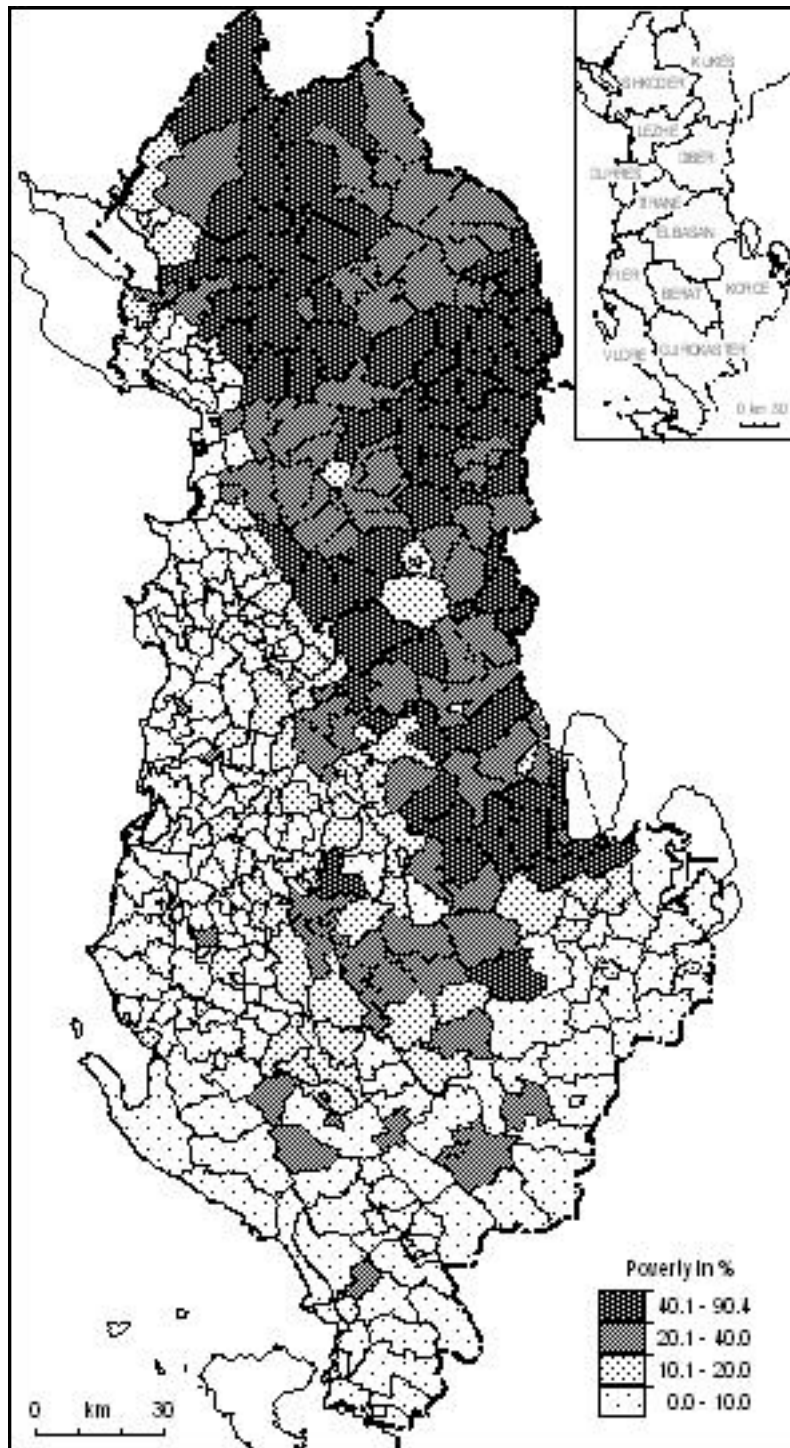 KUKES
SHKODER
LEZHE
DIBER
DURRES
TIRANE
ELBASAN
FIER
BERAT
KORCE
VLORE
GJIROKASTER
0 km 30
Poverty in %
40.1 - 90.4
20.1 - 40.0
10.1 - 20.0
0.0 - 10.0
0 km 30